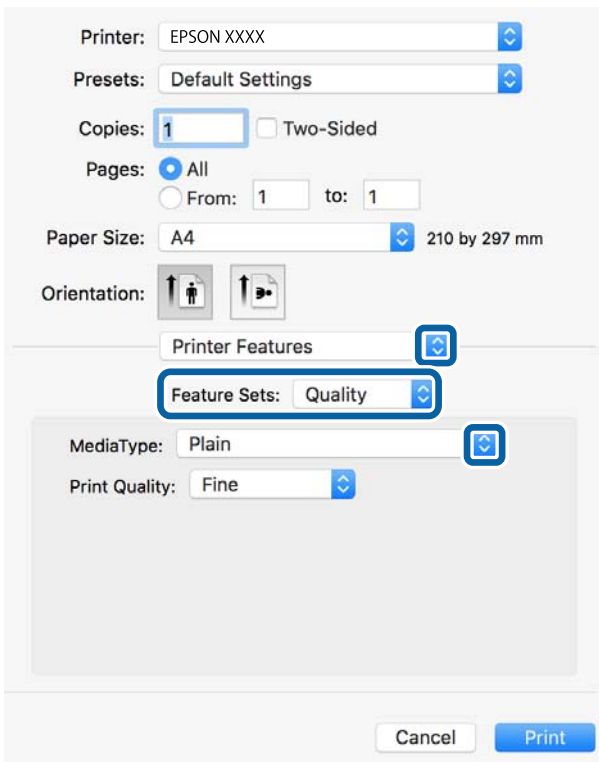 Printer: EPSON XXXX
Presets: Default Settings
Copies: 1 Two-Sided
Pages: All
From: 1 to: 1
Paper Size: A4 210 by 297 mm
Orientation:
Printer Features
Feature Sets: Quality
MediaType: Plain
Print Quality: Fine
Cancel Print